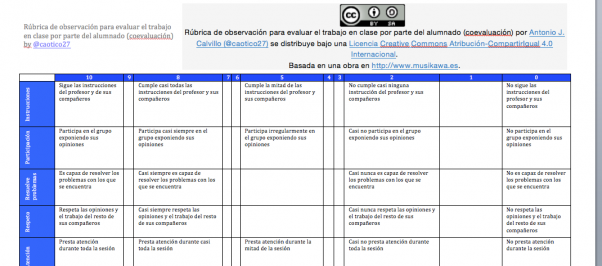 Rúbrica de observación para evaluar el trabajo
en clase por parte del alumnado (coevaluación)
by @caotico27
CC BY SA
Rúbrica de observación para evaluar el trabajo en clase por parte del alumnado (coevaluación) por Antonio J.
Calvillo (@caotico27) se distribuye bajo una Licencia Creative Commons Atribución-CompartirIgual 4.0
Internacional.
Basada en una obra en http://www.musikawa.es.
10 9 8 7 6 5 4 3 2 1 0
Instrucciones
Sigue las instrucciones
del profesor y de sus
compañeros
Cumple casi todas las
instrucciones del profesor y sus
compañeros
Cumple la mitad de las
instrucciones del profesor y sus
compañeros
No cumple casi ninguna
instrucción del profesor y sus
compañeros
No sigue las
instrucciones del
profesor y sus
compañeros
Participación
Participa en el grupo
exponiendo sus
opiniones
Participa casi siempre en el
grupo exponiendo sus
opiniones
Participa irregularmente en
el grupo exponiendo sus
opiniones
Casi no participa en el grupo
exponiendo sus opiniones
No participa en el
grupo exponiendo sus
opiniones
Resuelve
problemas
Es capaz de resolver los
problemas con los que
se encuentra
Casi siempre es capaz de
resolver los problemas con los
que se encuentra
Casi nunca es capaz de resolver
los problemas con los que se
encuentra
No es capaz de resolver
los problemas con los
que se encuentra
Respeta
Respeta las opiniones y
el trabajo del resto de
sus compañeros
Casi siempre respeta las
opiniones y el trabajo del resto
de sus compañeros
Casi nunca respeta las opiniones y
el trabajo del resto de sus
compañeros
No respeta las
opiniones y el trabajo
del resto de sus
compañeros
Presta atención
durante toda la sesión
Presta atención durante casi
toda la sesión
Presta atención durante la
mitad de la sesión
Casi no presta atención durante
la sesión
No presta atención
durante la sesión